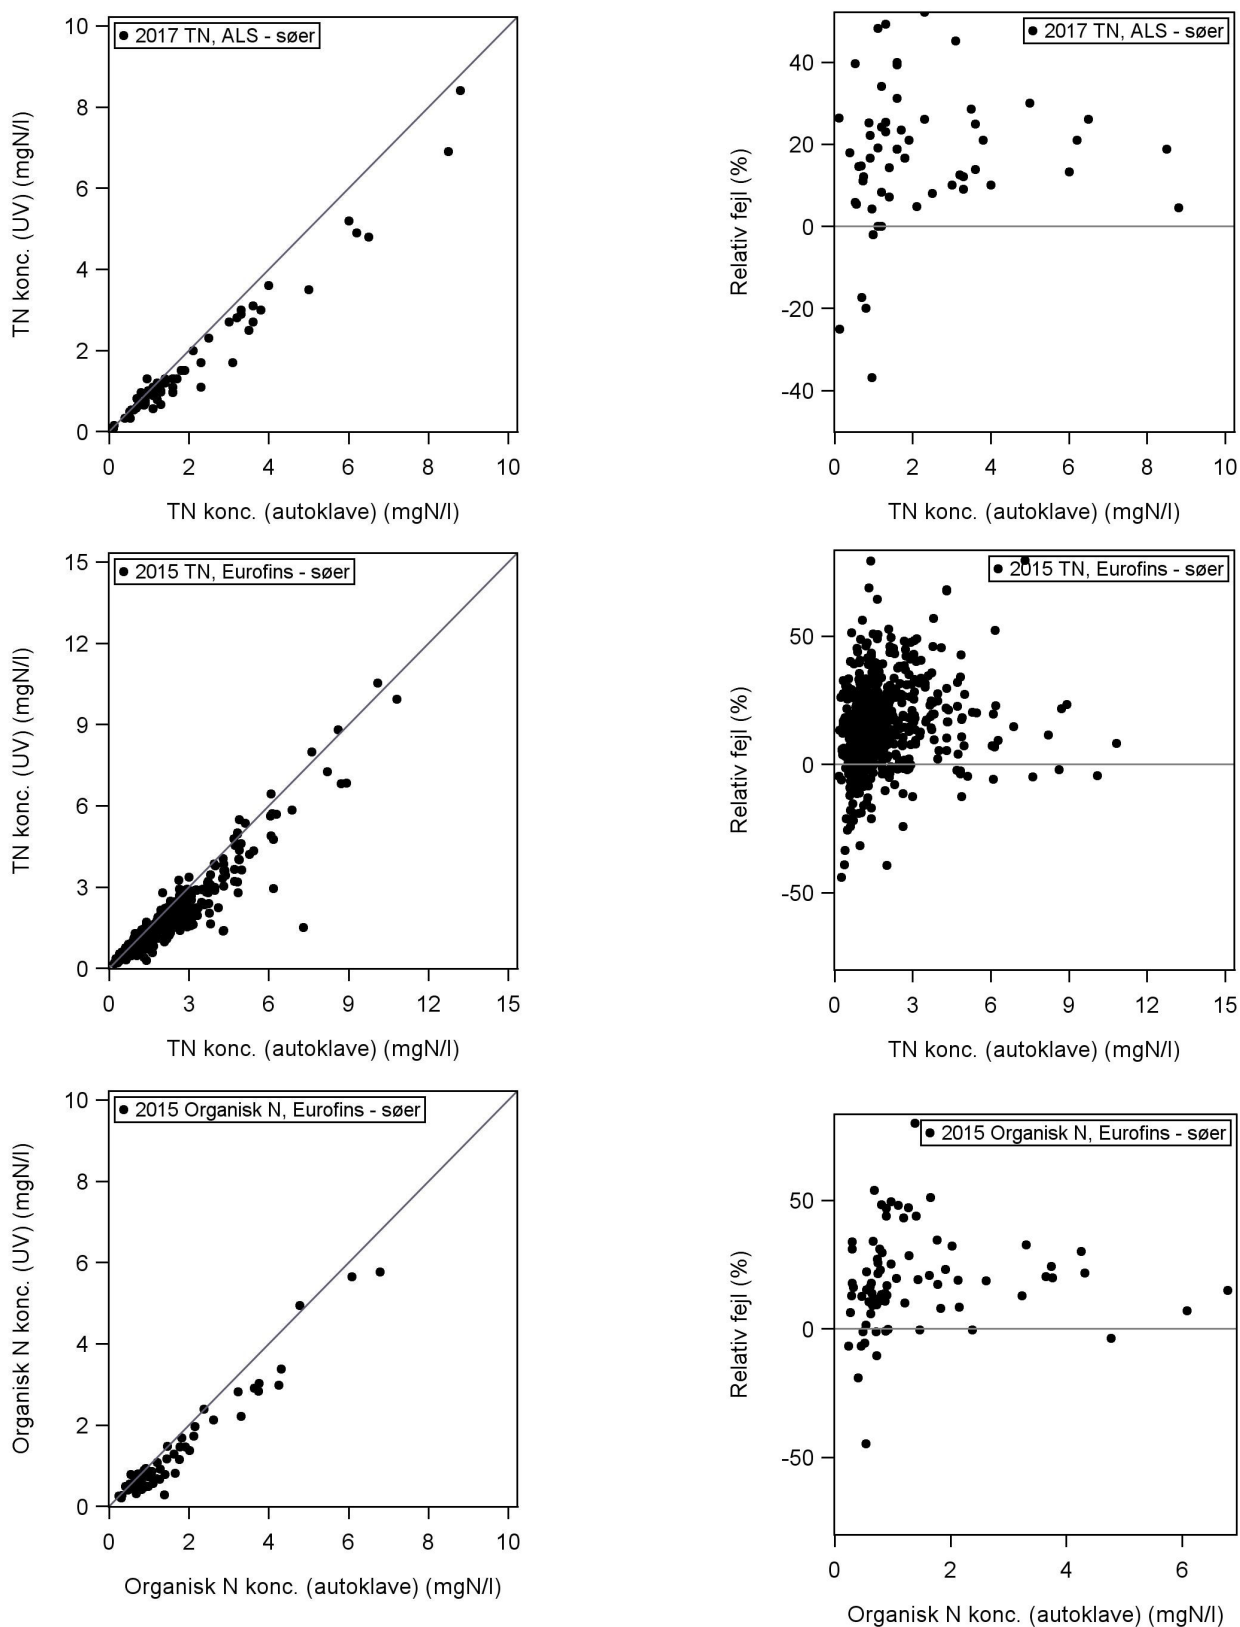 2017 TN, ALS - søer
TN konc. (UV) (mgN/l)
10
8
6
4
2
0
0 2 4 6 8 10
TN konc. (autoklave) (mgN/l)
2017 TN, ALS - søer
Relativ fejl (%)
40
20
0
-20
-40
0 2 4 6 8 10
TN konc. (autoklave) (mgN/l)
2015 TN, Eurofins - søer
TN konc. (UV) (mgN/l)
15
12
9
6
3
0
0 3 6 9 12 15
TN konc. (autoklave) (mgN/l)
2015 TN, Eurofins - søer
Relativ fejl (%)
50
0
-50
0 3 6 9 12 15
TN konc. (autoklave) (mgN/l)
2015 Organisk N, Eurofins - søer
Organisk N konc. (UV) (mgN/l)
10
8
6
4
2
0
0 2 4 6 8 10
Organisk N konc. (autoklave) (mgN/l)
2015 Organisk N, Eurofins - søer
Relativ fejl (%)
50
0
-50
0 2 4 6
Organisk N konc. (autoklave) (mgN/l)